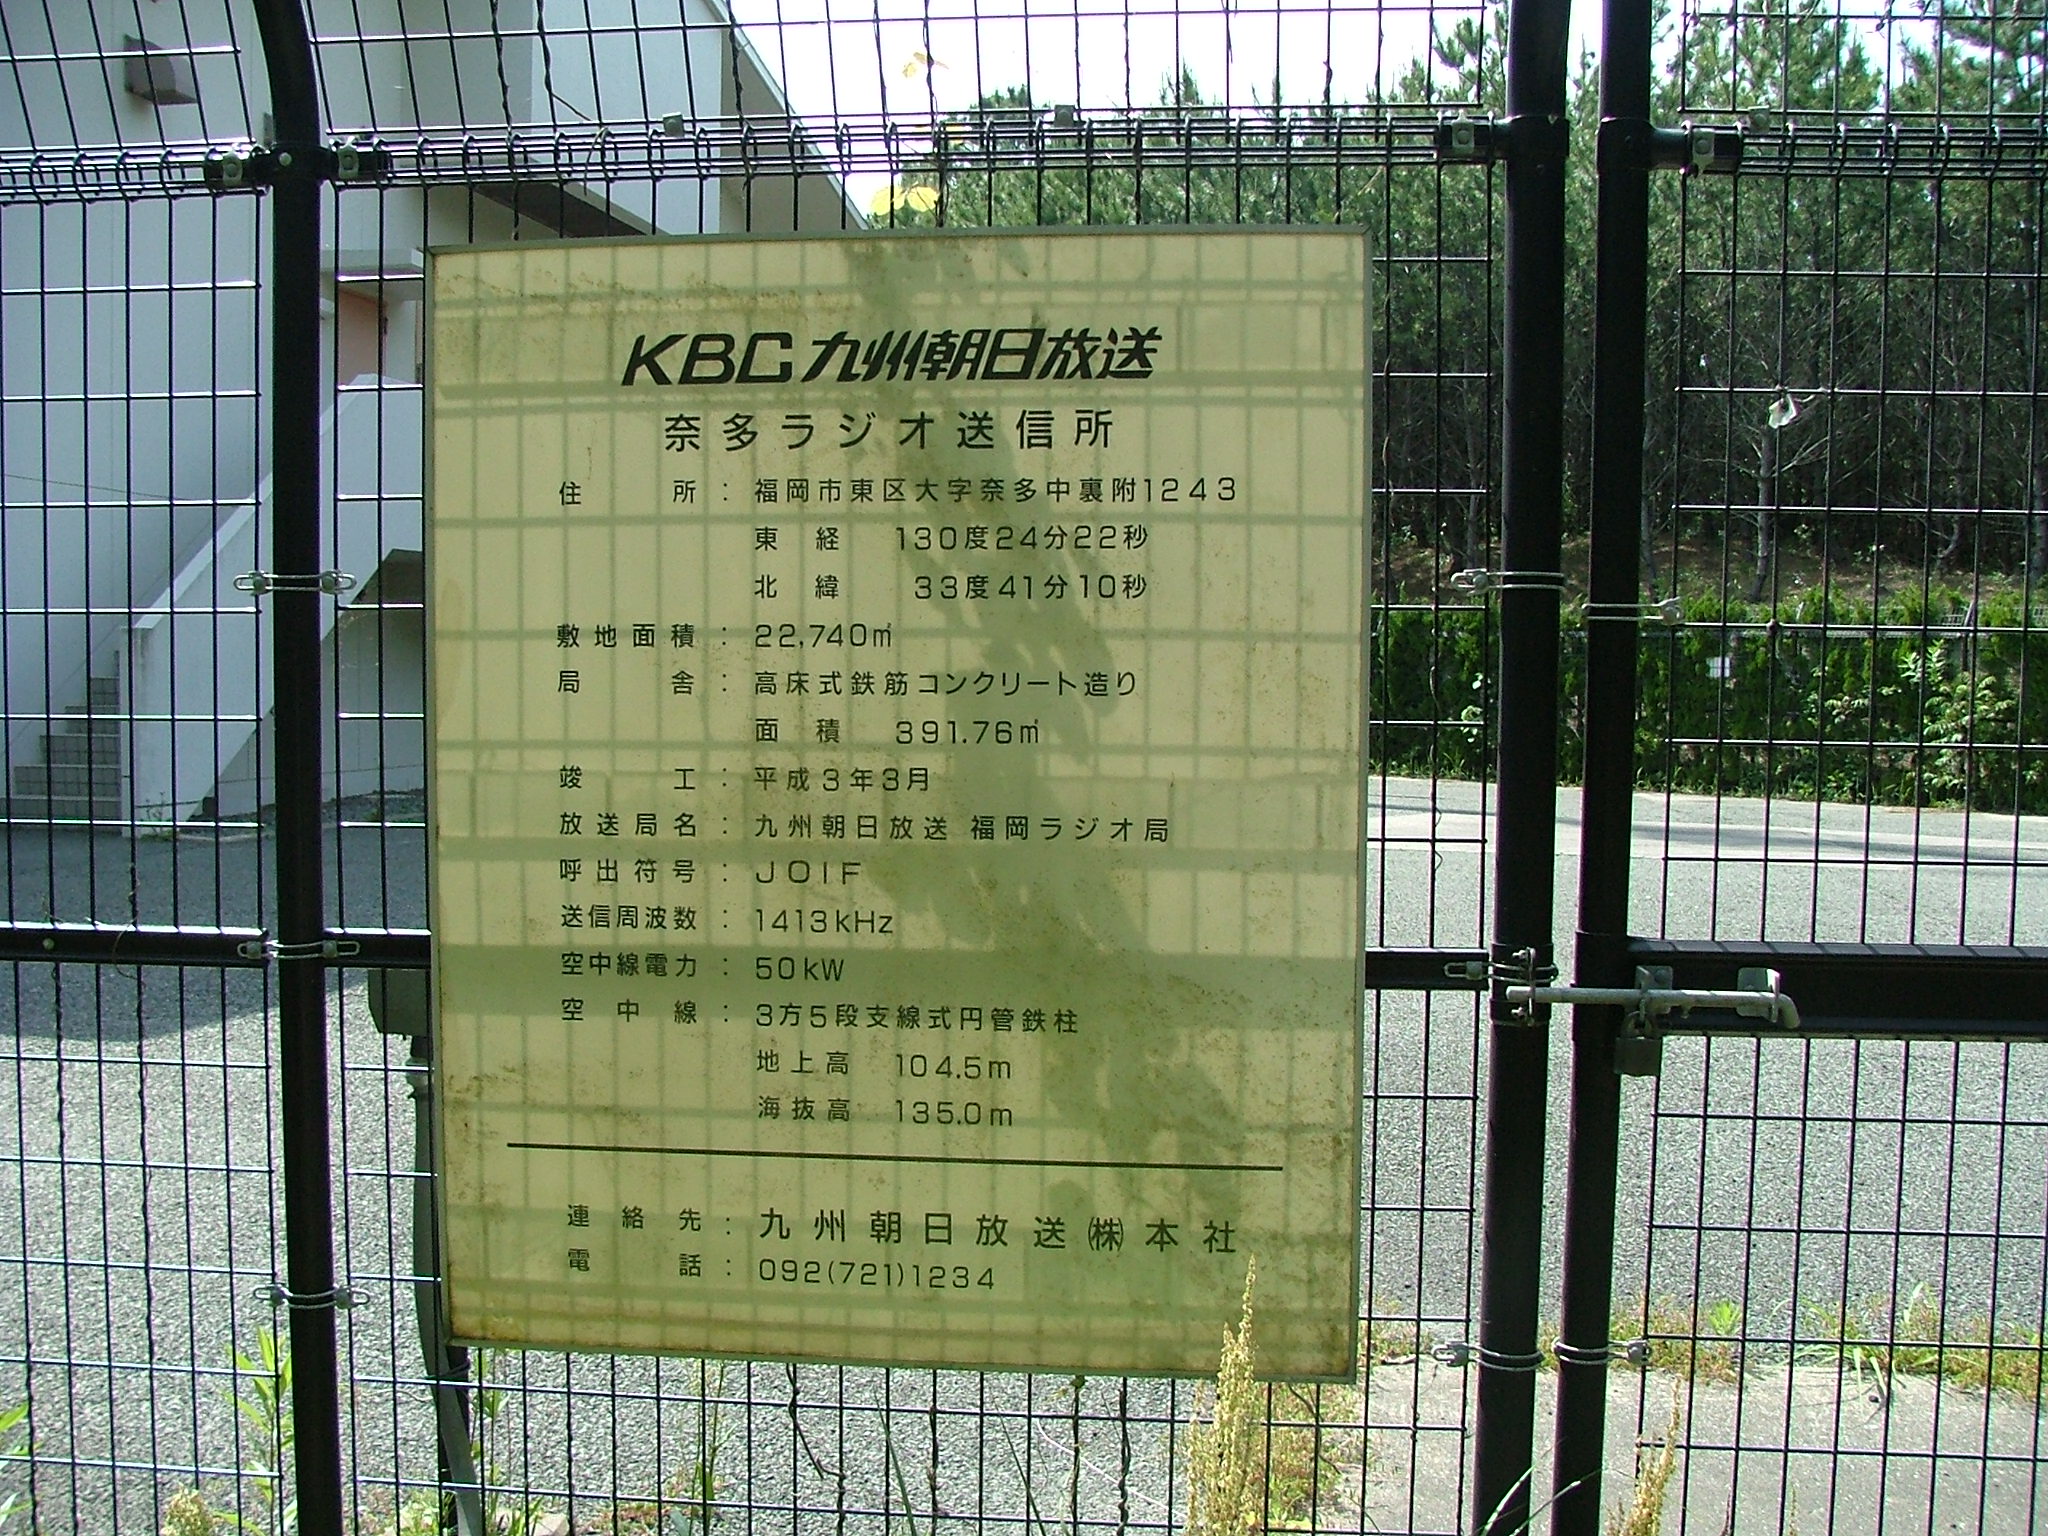 KBC 九州朝日放送
奈多ラジオ送信所
住所：福岡市東区大字奈多中裏附1243
東経 130度24分22秒
北緯 33度41分10秒
敷地面積：22,740㎡
局舎：高床式鉄筋コンクリート造り
面積 391.76㎡
竣工：平成3年3月
放送局名：九州朝日放送 福岡ラジオ局
呼出符号：JOIF
送信周波数：1413kHz
空中線電力：50kW
空中線：3方5段支線式円管鉄柱
地上高 104.5m
海抜高 135.0m
連絡先：九州朝日放送㈱本社
電話：092(721)1234